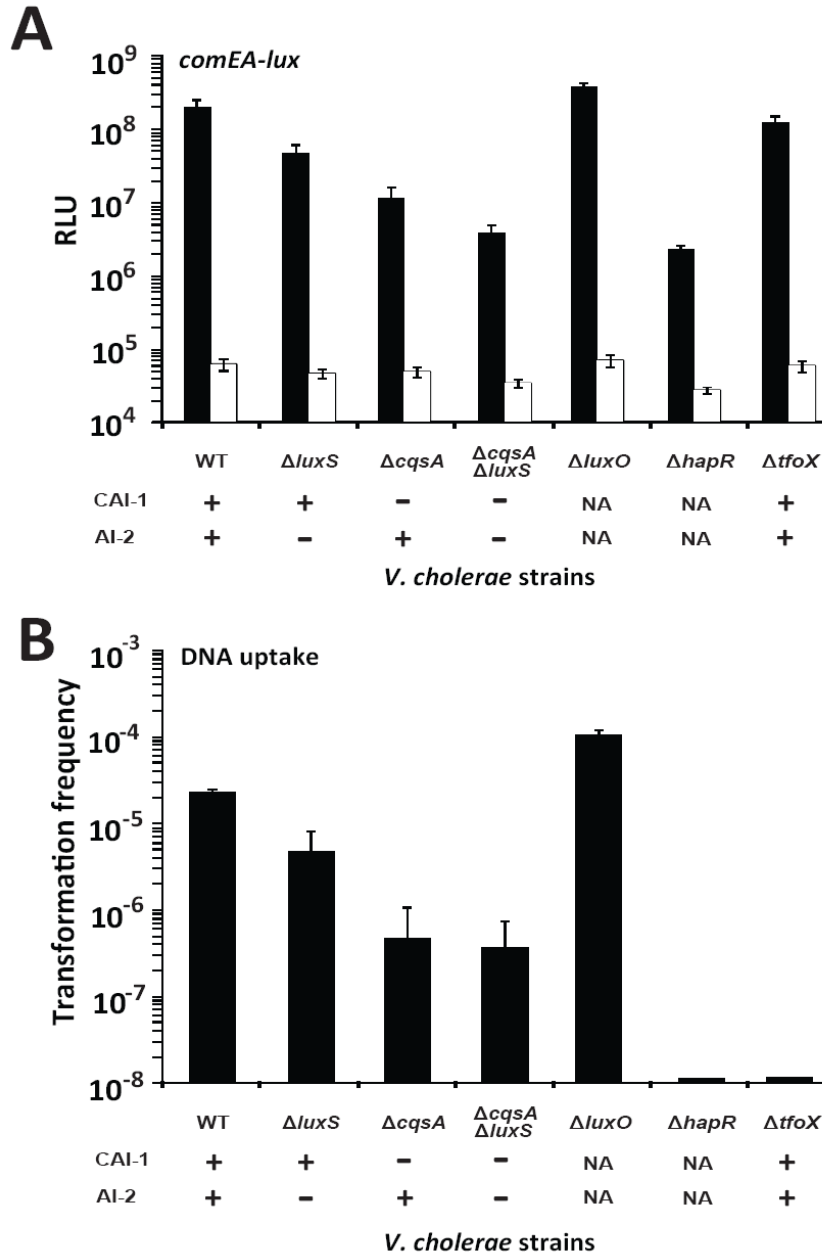 A
comEA-lux
RLU
10^9
10^8
10^7
10^6
10^5
10^4
WT ΔluxS ΔcqsA ΔcqsA ΔluxS ΔluxO ΔhapR ΔtfoX
CAI-1 + + − − NA NA +
AI-2 + − + − NA NA +
V. cholerae strains
B
DNA uptake
Transformation frequency
10^-3
10^-4
10^-5
10^-6
10^-7
10^-8
WT ΔluxS ΔcqsA ΔcqsA ΔluxS ΔluxO ΔhapR ΔtfoX
CAI-1 + + − − NA NA +
AI-2 + − + − NA NA +
V. cholerae strains